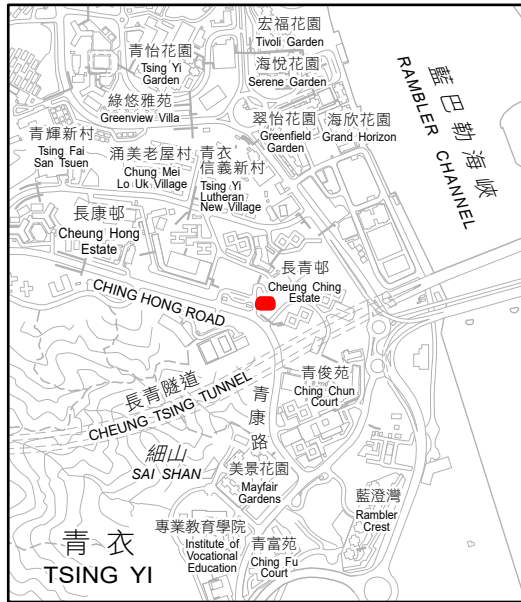 宏福花園
Tivoli Garden
青怡花園
Tsing Yi
Garden
海悅花園
Serene Garden
藍巴勒海峽
RAMBLER CHANNEL
綠悠雅苑
Greenview Villa
翠怡花園
Greenfield
Garden
海欣花園
Grand Horizon
青輝新村
Tsing Fai
San Tsuen
涌美老屋村
Chung Mei
Lo Uk Village
青衣
信義新村
Tsing Yi
Lutheran
New Village
長康邨
Cheung Hong
Estate
長青邨
Cheung Ching
Estate
CHING HONG ROAD
長青隧道
CHEUNG TSING TUNNEL
青康路
青俊苑
Ching Chun
Court
細山
SAI SHAN
美景花園
Mayfair
Gardens
藍澄灣
Rambler
Crest
專業教育學院
Institute of
Vocational
Education
青富苑
Ching Fu
Court
青衣
TSING YI